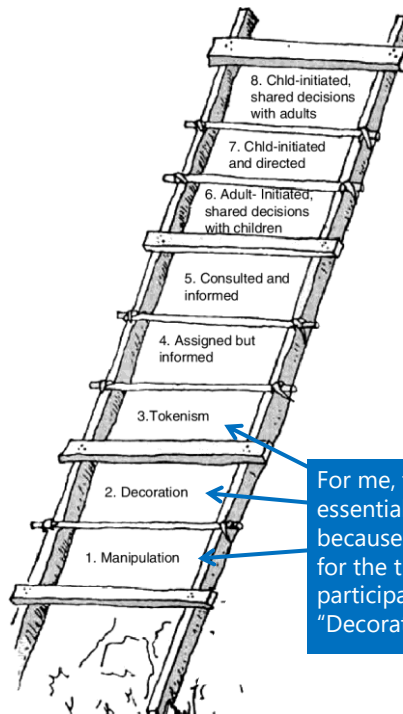 8. Chld-initiated,
shared decisions
with adults
7. Chld-initiated
and directed
6. Adult- Initiated,
shared decisions
with children
5. Consulted and
informed
4. Assigned but
informed
3.Tokenism
2. Decoration
1. Manipulation
For me,
essentia
because
for the t
participa
"Decorat